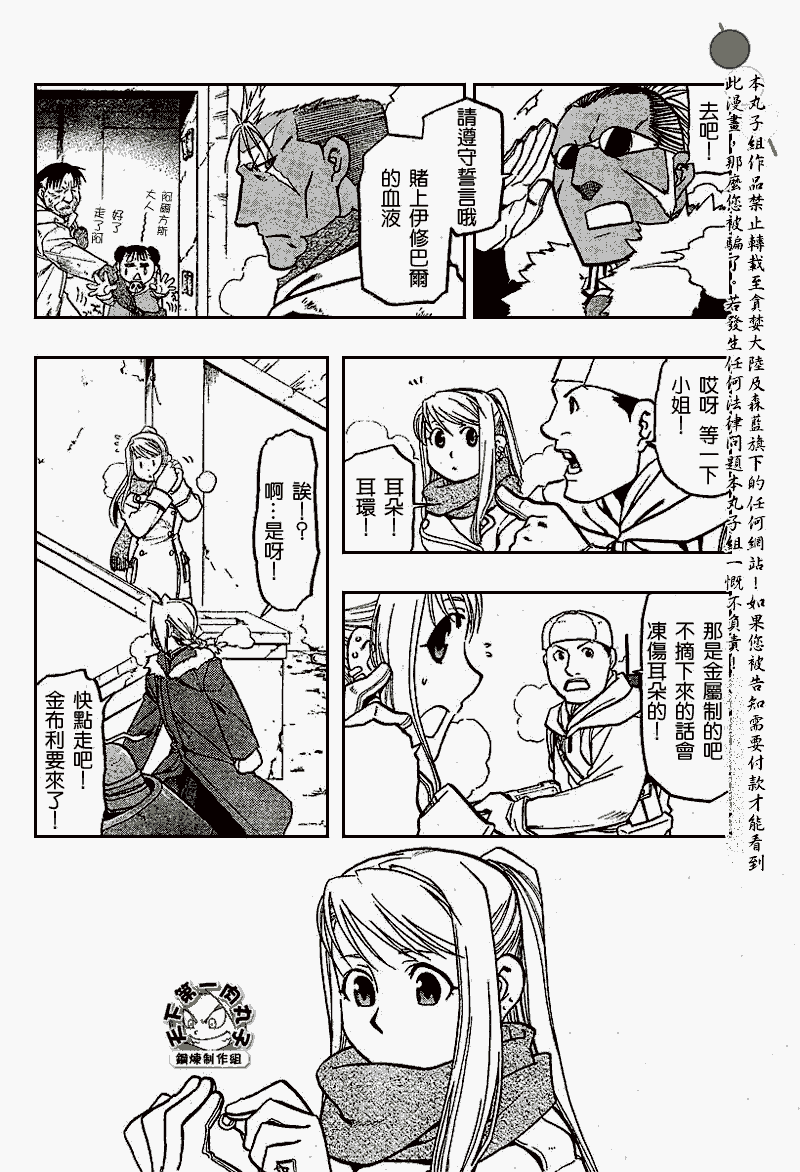 本丸子組作品禁止轉載至貪婪大陸及森藍旗下的任何網站!如果您被告知需要付款才能看到
此漫畫,那麼您被騙了。若發生任何法律問題本丸子組一慨不負責!
去吧!
請遵守誓言哦
賭上伊修巴爾
的血液
阿爾方斯
大人~
好了
走了阿
哎呀 等一下
小姐!
耳朵!
耳環!
那是金屬制的吧
不摘下來的話會
凍傷耳朵的!
誒!?
啊…是呀!
快點走吧!
金布利要來了!
天下第一肉丸子
鋼煉制作組